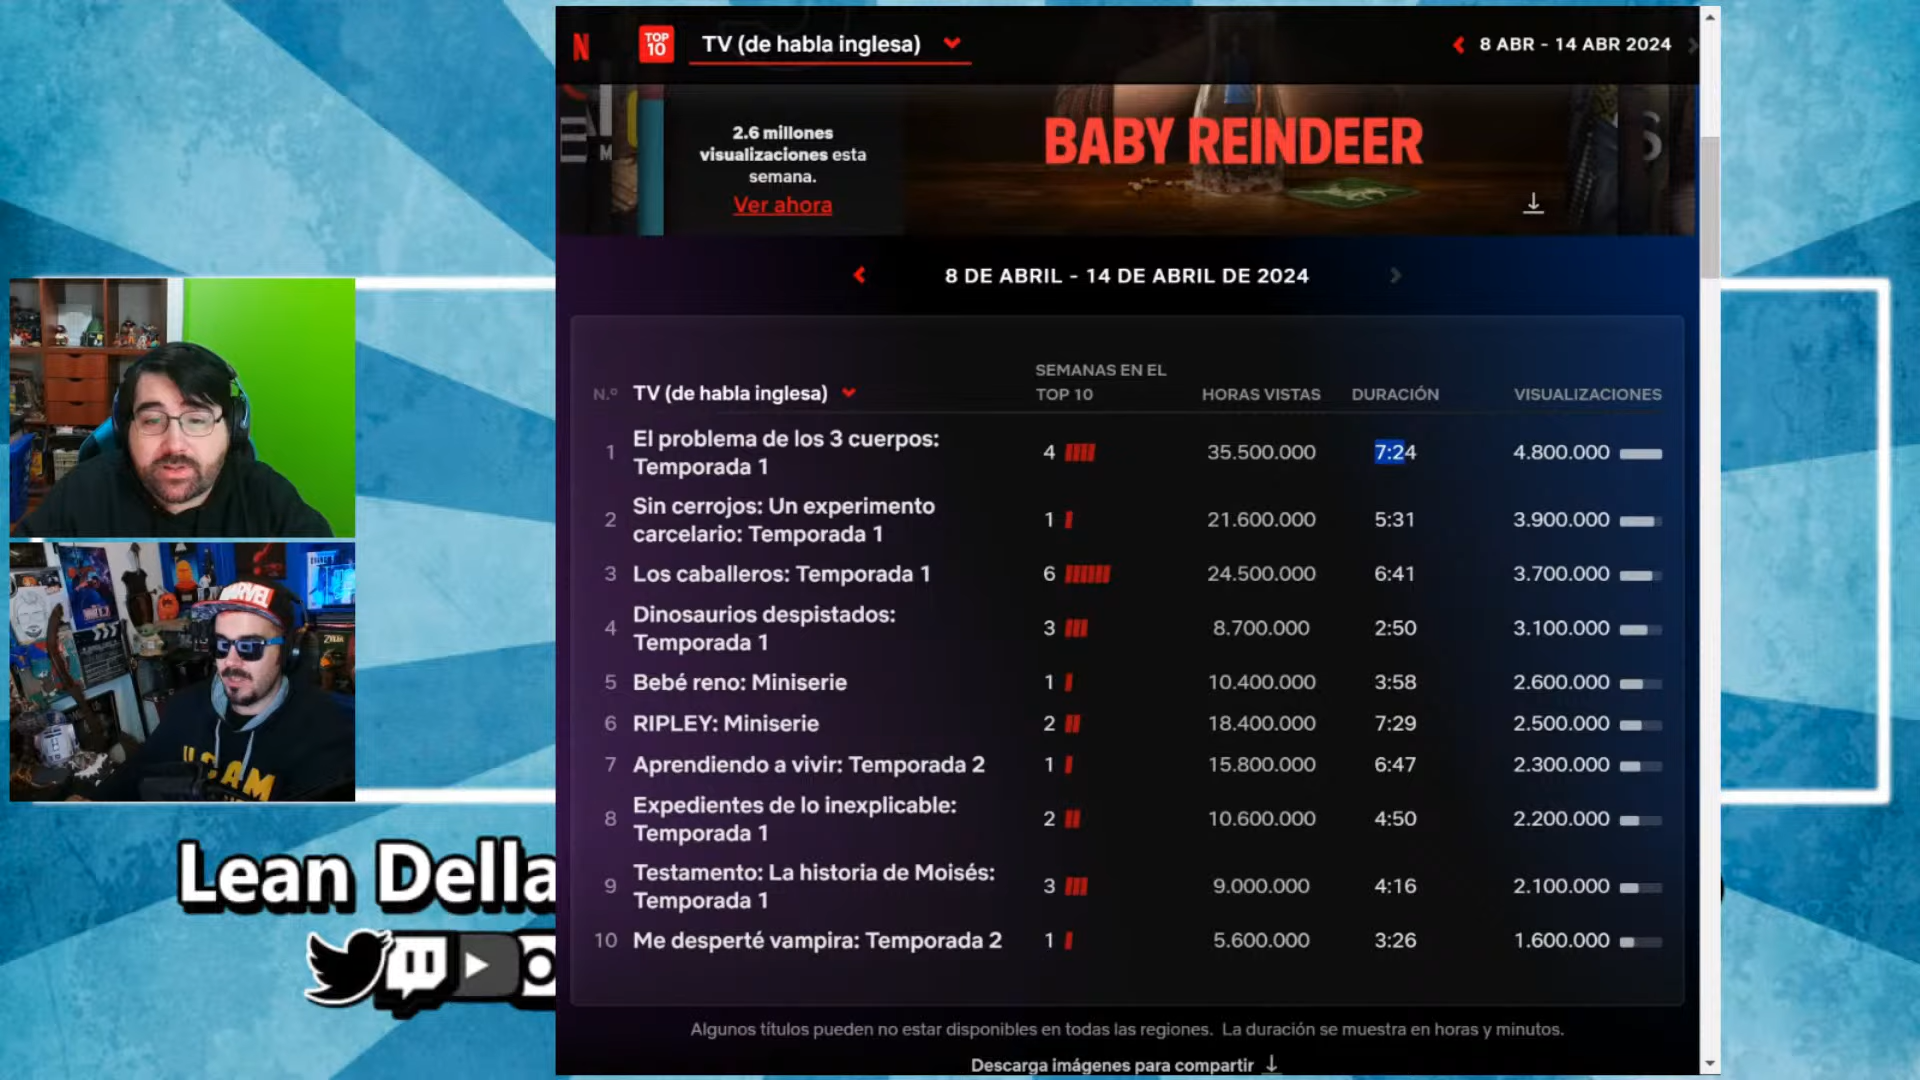 N TOP 10 TV (de habla inglesa) 8 ABR - 14 ABR 2024
2.6 millones
visualizaciones esta
semana.
Ver ahora
BABY REINDEER
8 DE ABRIL - 14 DE ABRIL DE 2024
N.º TV (de habla inglesa) SEMANAS EN EL TOP 10 HORAS VISTAS DURACIÓN VISUALIZACIONES
1 El problema de los 3 cuerpos: Temporada 1 4 35.500.000 7:24 4.800.000
2 Sin cerrojos: Un experimento carcelario: Temporada 1 1 21.600.000 5:31 3.900.000
3 Los caballeros: Temporada 1 6 24.500.000 6:41 3.700.000
4 Dinosaurios despistados: Temporada 1 3 8.700.000 2:50 3.100.000
5 Bebé reno: Miniserie 1 10.400.000 3:58 2.600.000
6 RIPLEY: Miniserie 2 18.400.000 7:29 2.500.000
7 Aprendiendo a vivir: Temporada 2 1 15.800.000 6:47 2.300.000
8 Expedientes de lo inexplicable: Temporada 1 2 10.600.000 4:50 2.200.000
9 Testamento: La historia de Moisés: Temporada 1 3 9.000.000 4:16 2.100.000
10 Me desperté vampira: Temporada 2 1 5.600.000 3:26 1.600.000
Algunos títulos pueden no estar disponibles en todas las regiones. La duración se muestra en horas y minutos.
Descarga imágenes para compartir
MARVEL
Lean Della